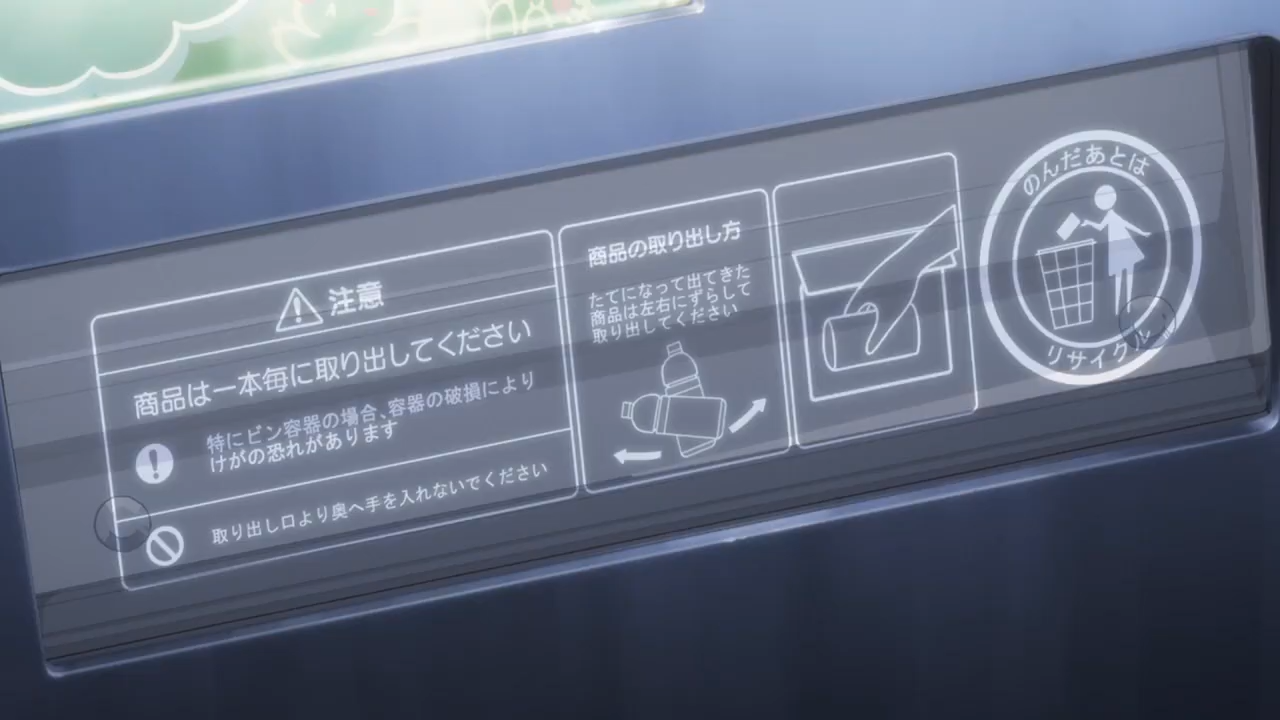 注意
商品は一本毎に取り出してください
特にビン容器の場合、容器の破損により
けがの恐れがあります
取り出し口より奥へ手を入れないでください
商品の取り出し方
たてになって出てきた
商品は左右にずらして
取り出してください
のんだあとは
リサイクル